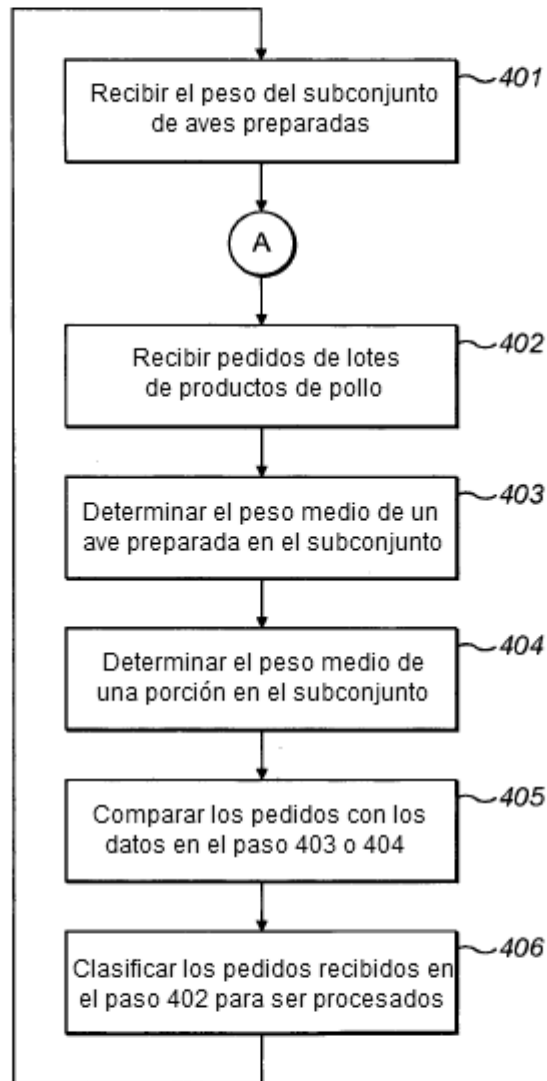 Recibir el peso del subconjunto
de aves preparadas
401
A
Recibir pedidos de lotes
de productos de pollo
402
Determinar el peso medio de un
ave preparada en el subconjunto
403
Determinar el peso medio de
una porción en el subconjunto
404
Comparar los pedidos con los
datos en el paso 403 o 404
405
Clasificar los pedidos recibidos en
el paso 402 para ser procesados
406